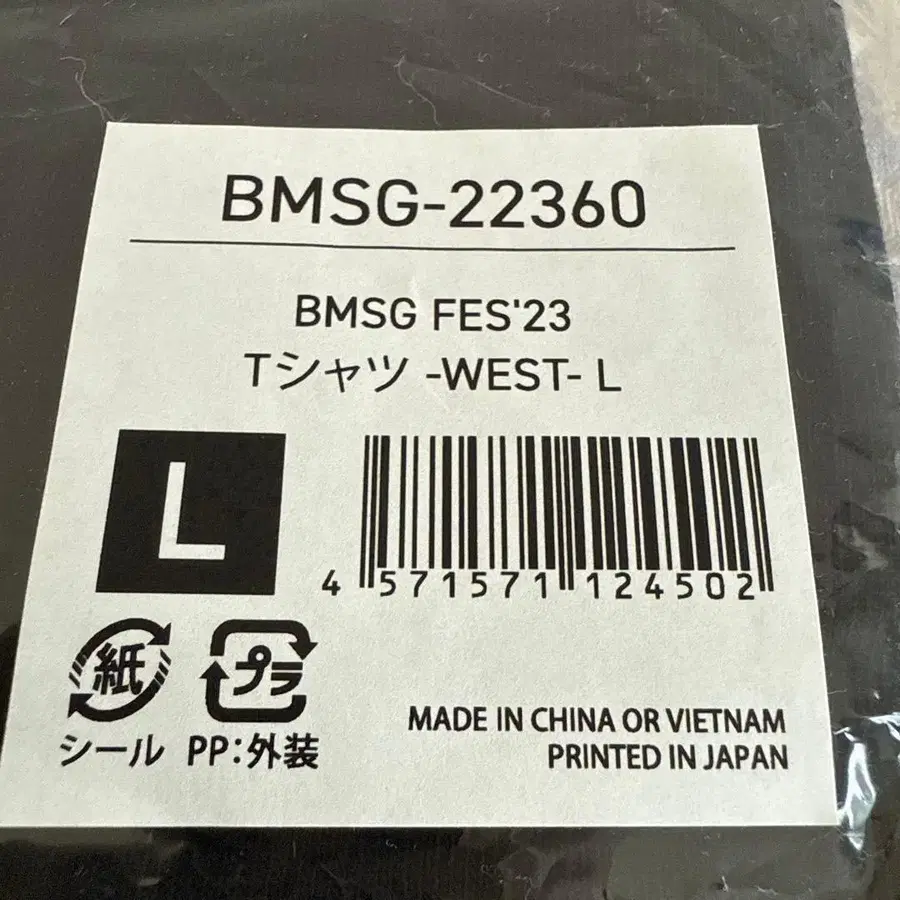 BMSG-22360
BMSG FES'23
Tシャツ -WEST- L
L
4 571571 124502
紙 プラ
シール PP:外装
MADE IN CHINA OR VIETNAM
PRINTED IN JAPAN